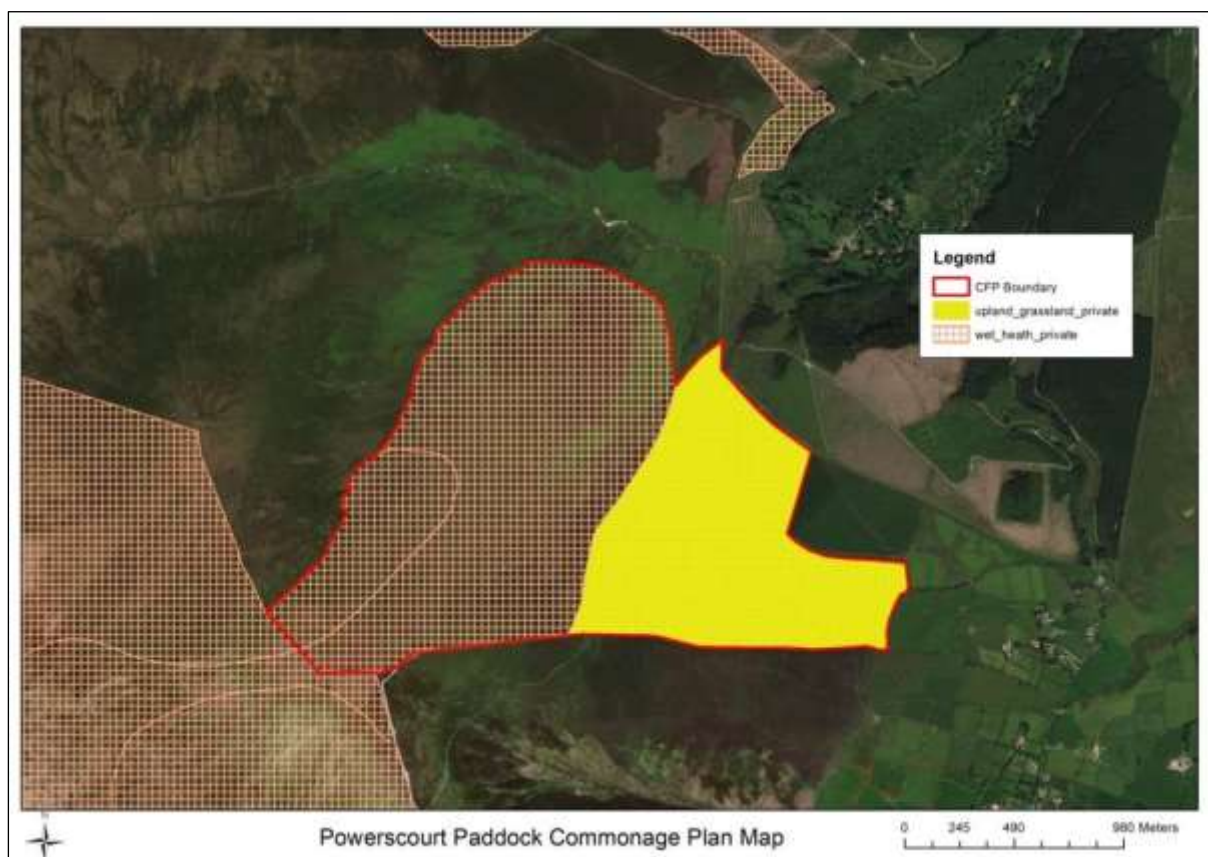 Legend
CFP Boundary
upland_grassland_private
wet_heath_private
Powerscourt Paddock Commonage Plan Map
0 245 490 980 Meters